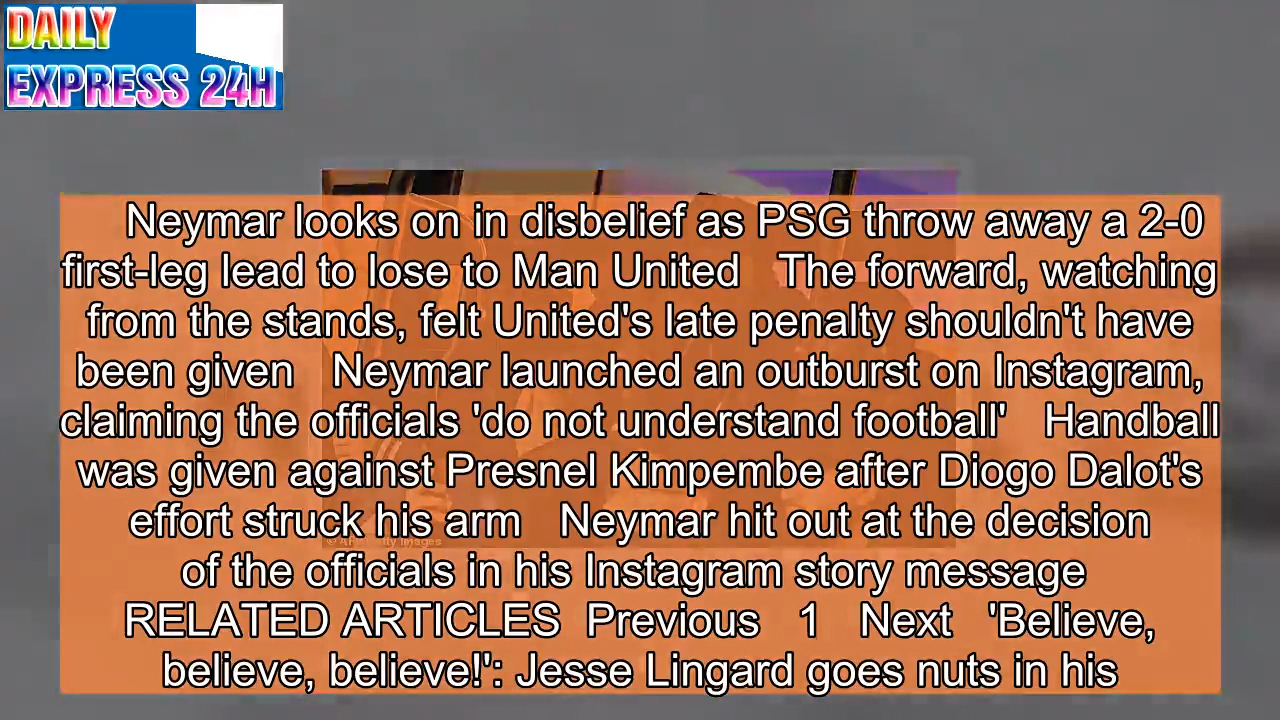 DAILY
EXPRESS 24H
Neymar looks on in disbelief as PSG throw away a 2-0
first-leg lead to lose to Man United The forward, watching
from the stands, felt United's late penalty shouldn't have
been given Neymar launched an outburst on Instagram,
claiming the officials 'do not understand football' Handball
was given against Presnel Kimpembe after Diogo Dalot's
effort struck his arm Neymar hit out at the decision
of the officials in his Instagram story message
RELATED ARTICLES Previous 1 Next 'Believe,
believe, believe!': Jesse Lingard goes nuts in his